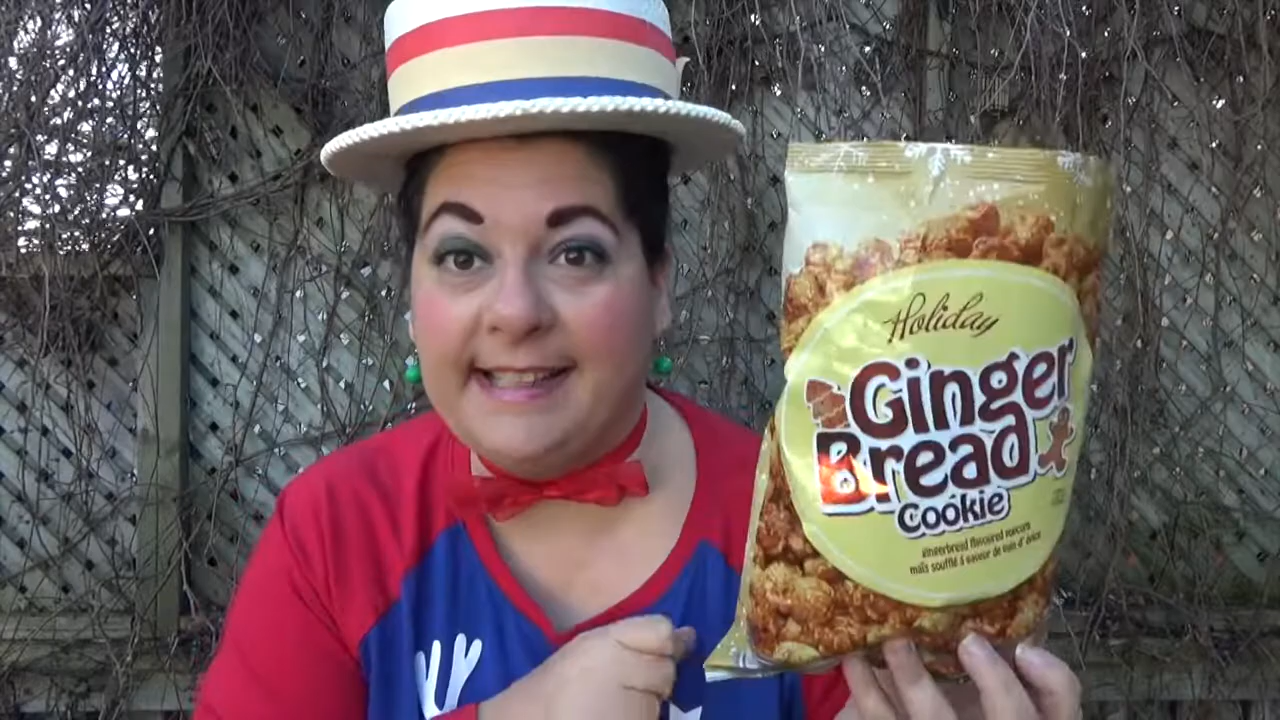 Holiday
Ginger
Bread
Cookie
gingerbread flavoured popcorn
maïs soufflé à saveur de pain d'épice